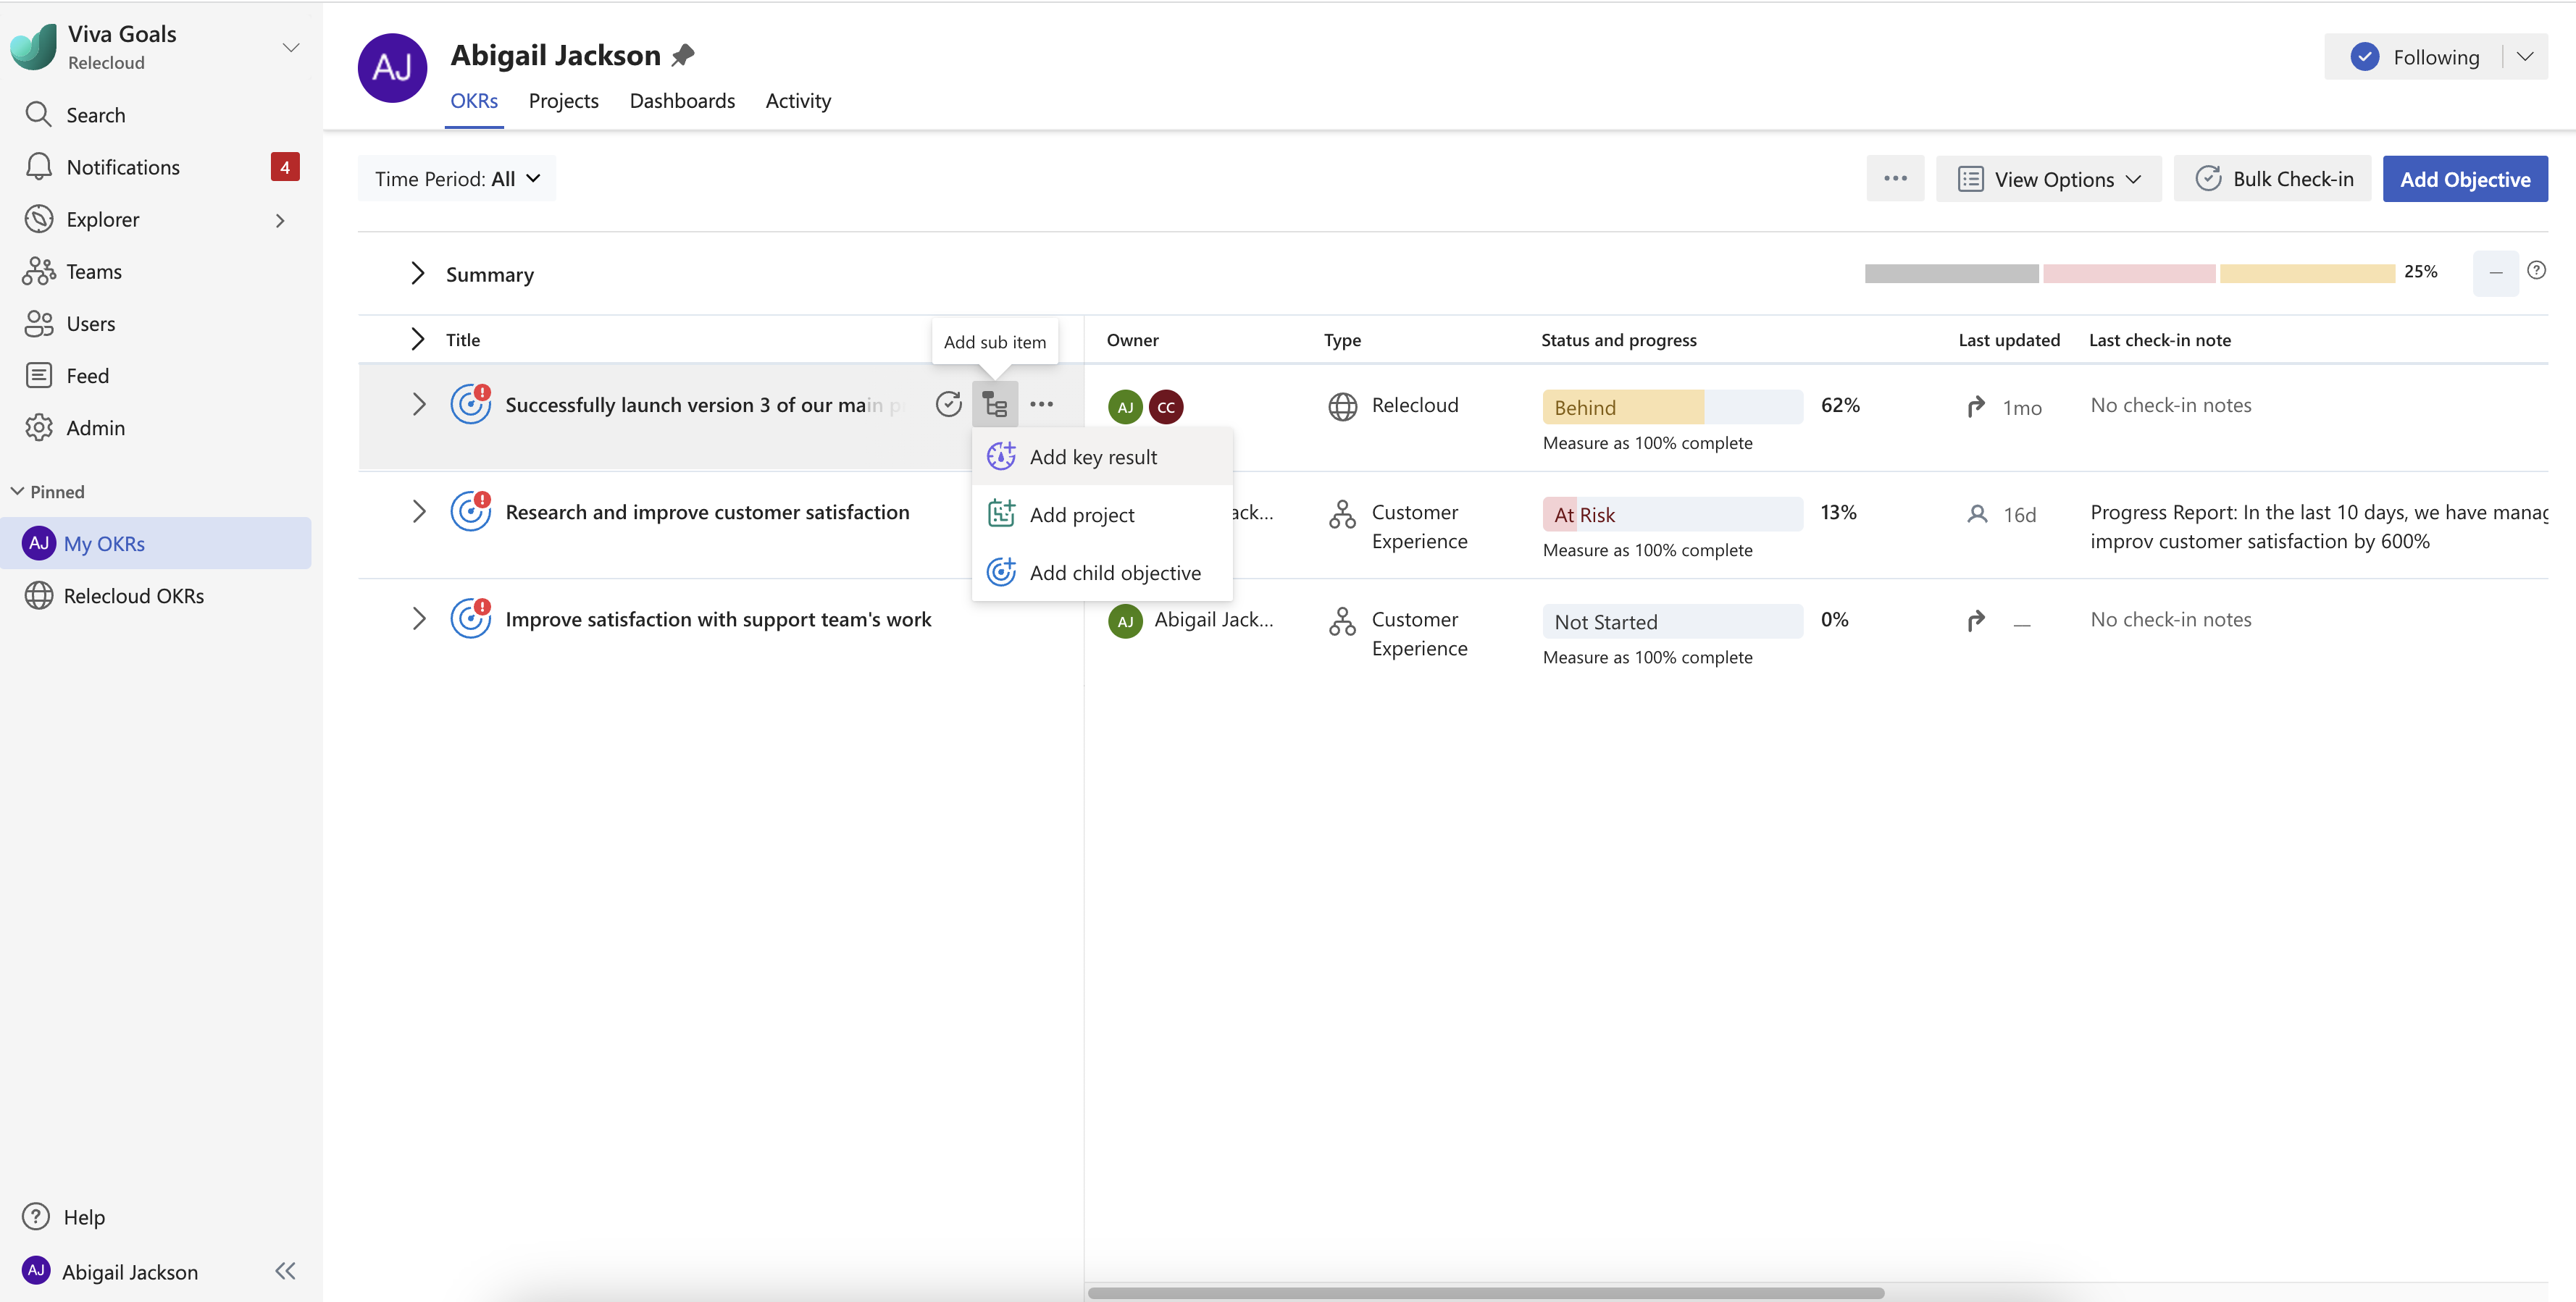 Viva Goals
Relecloud
Search
Notifications
4
Explorer
Teams
Users
Feed
Admin
Pinned
AJ
My OKRs
Relecloud OKRs
Help
AJ
Abigail Jackson
AJ
Abigail Jackson
Following
OKRs
Projects
Dashboards
Activity
Time Period: All
View Options
Bulk Check-in
Add Objective
Summary
25%
Add sub item
Title
Owner
Type
Status and progress
Last updated
Last check-in note
Successfully launch version 3 of our main
AJ
CC
Relecloud
Behind
62%
1mo
No check-in notes
Measure as 100% complete
Add key result
Add project
Add child objective
Research and improve customer satisfaction
ack...
Customer
Experience
At Risk
13%
16d
Progress Report: In the last 10 days, we have manag
improv customer satisfaction by 600%
Measure as 100% complete
Improve satisfaction with support team's work
AJ
Abigail Jack...
Customer
Experience
Not Started
0%
—
No check-in notes
Measure as 100% complete